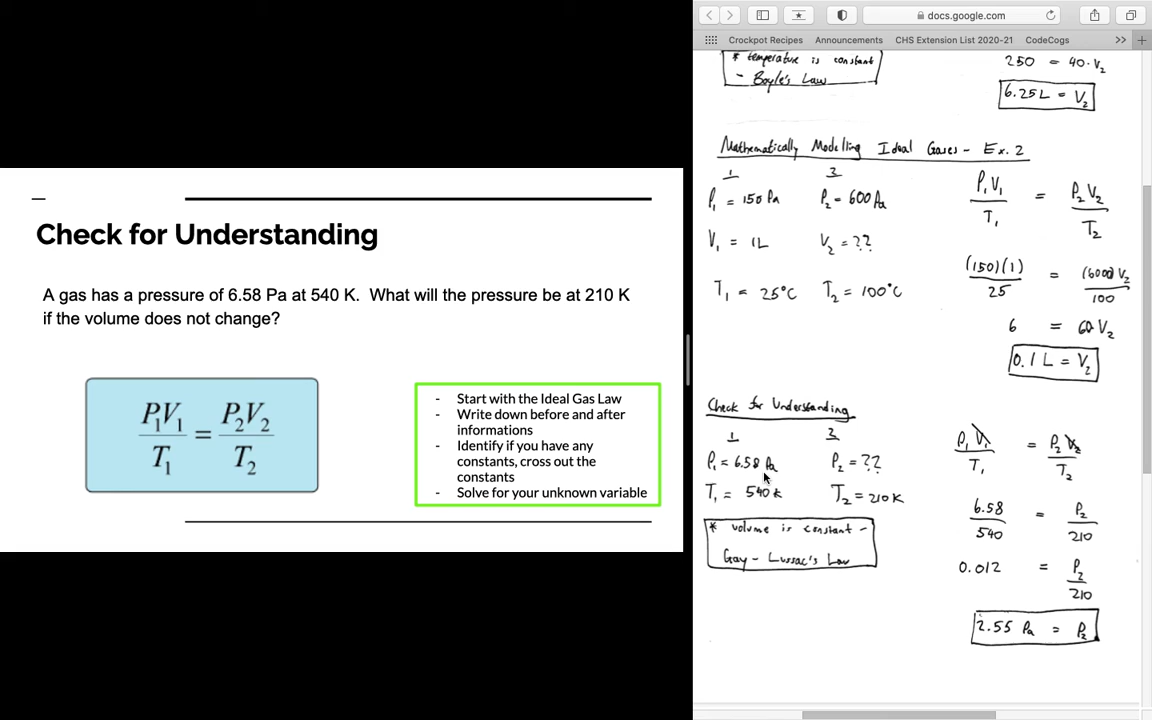 Check for Understanding
A gas has a pressure of 6.58 Pa at 540 K. What will the pressure be at 210 K
if the volume does not change?
P₁V₁/T₁ = P₂V₂/T₂
- Start with the Ideal Gas Law
- Write down before and after
informations
- Identify if you have any
constants, cross out the
constants
- Solve for your unknown variable
docs.google.com
Crockpot Recipes Announcements CHS Extension List 2020-21 CodeCogs >> +
* temperature is constant
- Boyle's Law
250 = 40·V₂
6.25 L = V₂
Mathematically Modelling Ideal Gases - Ex. 2
1 2
P₁ = 150 Pa P₂ = 600 Pa
V₁ = 1L V₂ = ??
T₁ = 25°C T₂ = 100°C
P₁V₁/T₁ = P₂V₂/T₂
(150)(1)/25 = (6000)V₂/100
6 = 60 V₂
0.1 L = V₂
Check for Understanding
1 2
P₁ = 6.58 Pa P₂ = ??
T₁ = 540 K T₂ = 210 K
* volume is constant -
Gay - Lussac's Law
P₁V₁/T₁ = P₂V₂/T₂
6.58/540 = P₂/210
0.012 = P₂/210
2.55 Pa = P₂